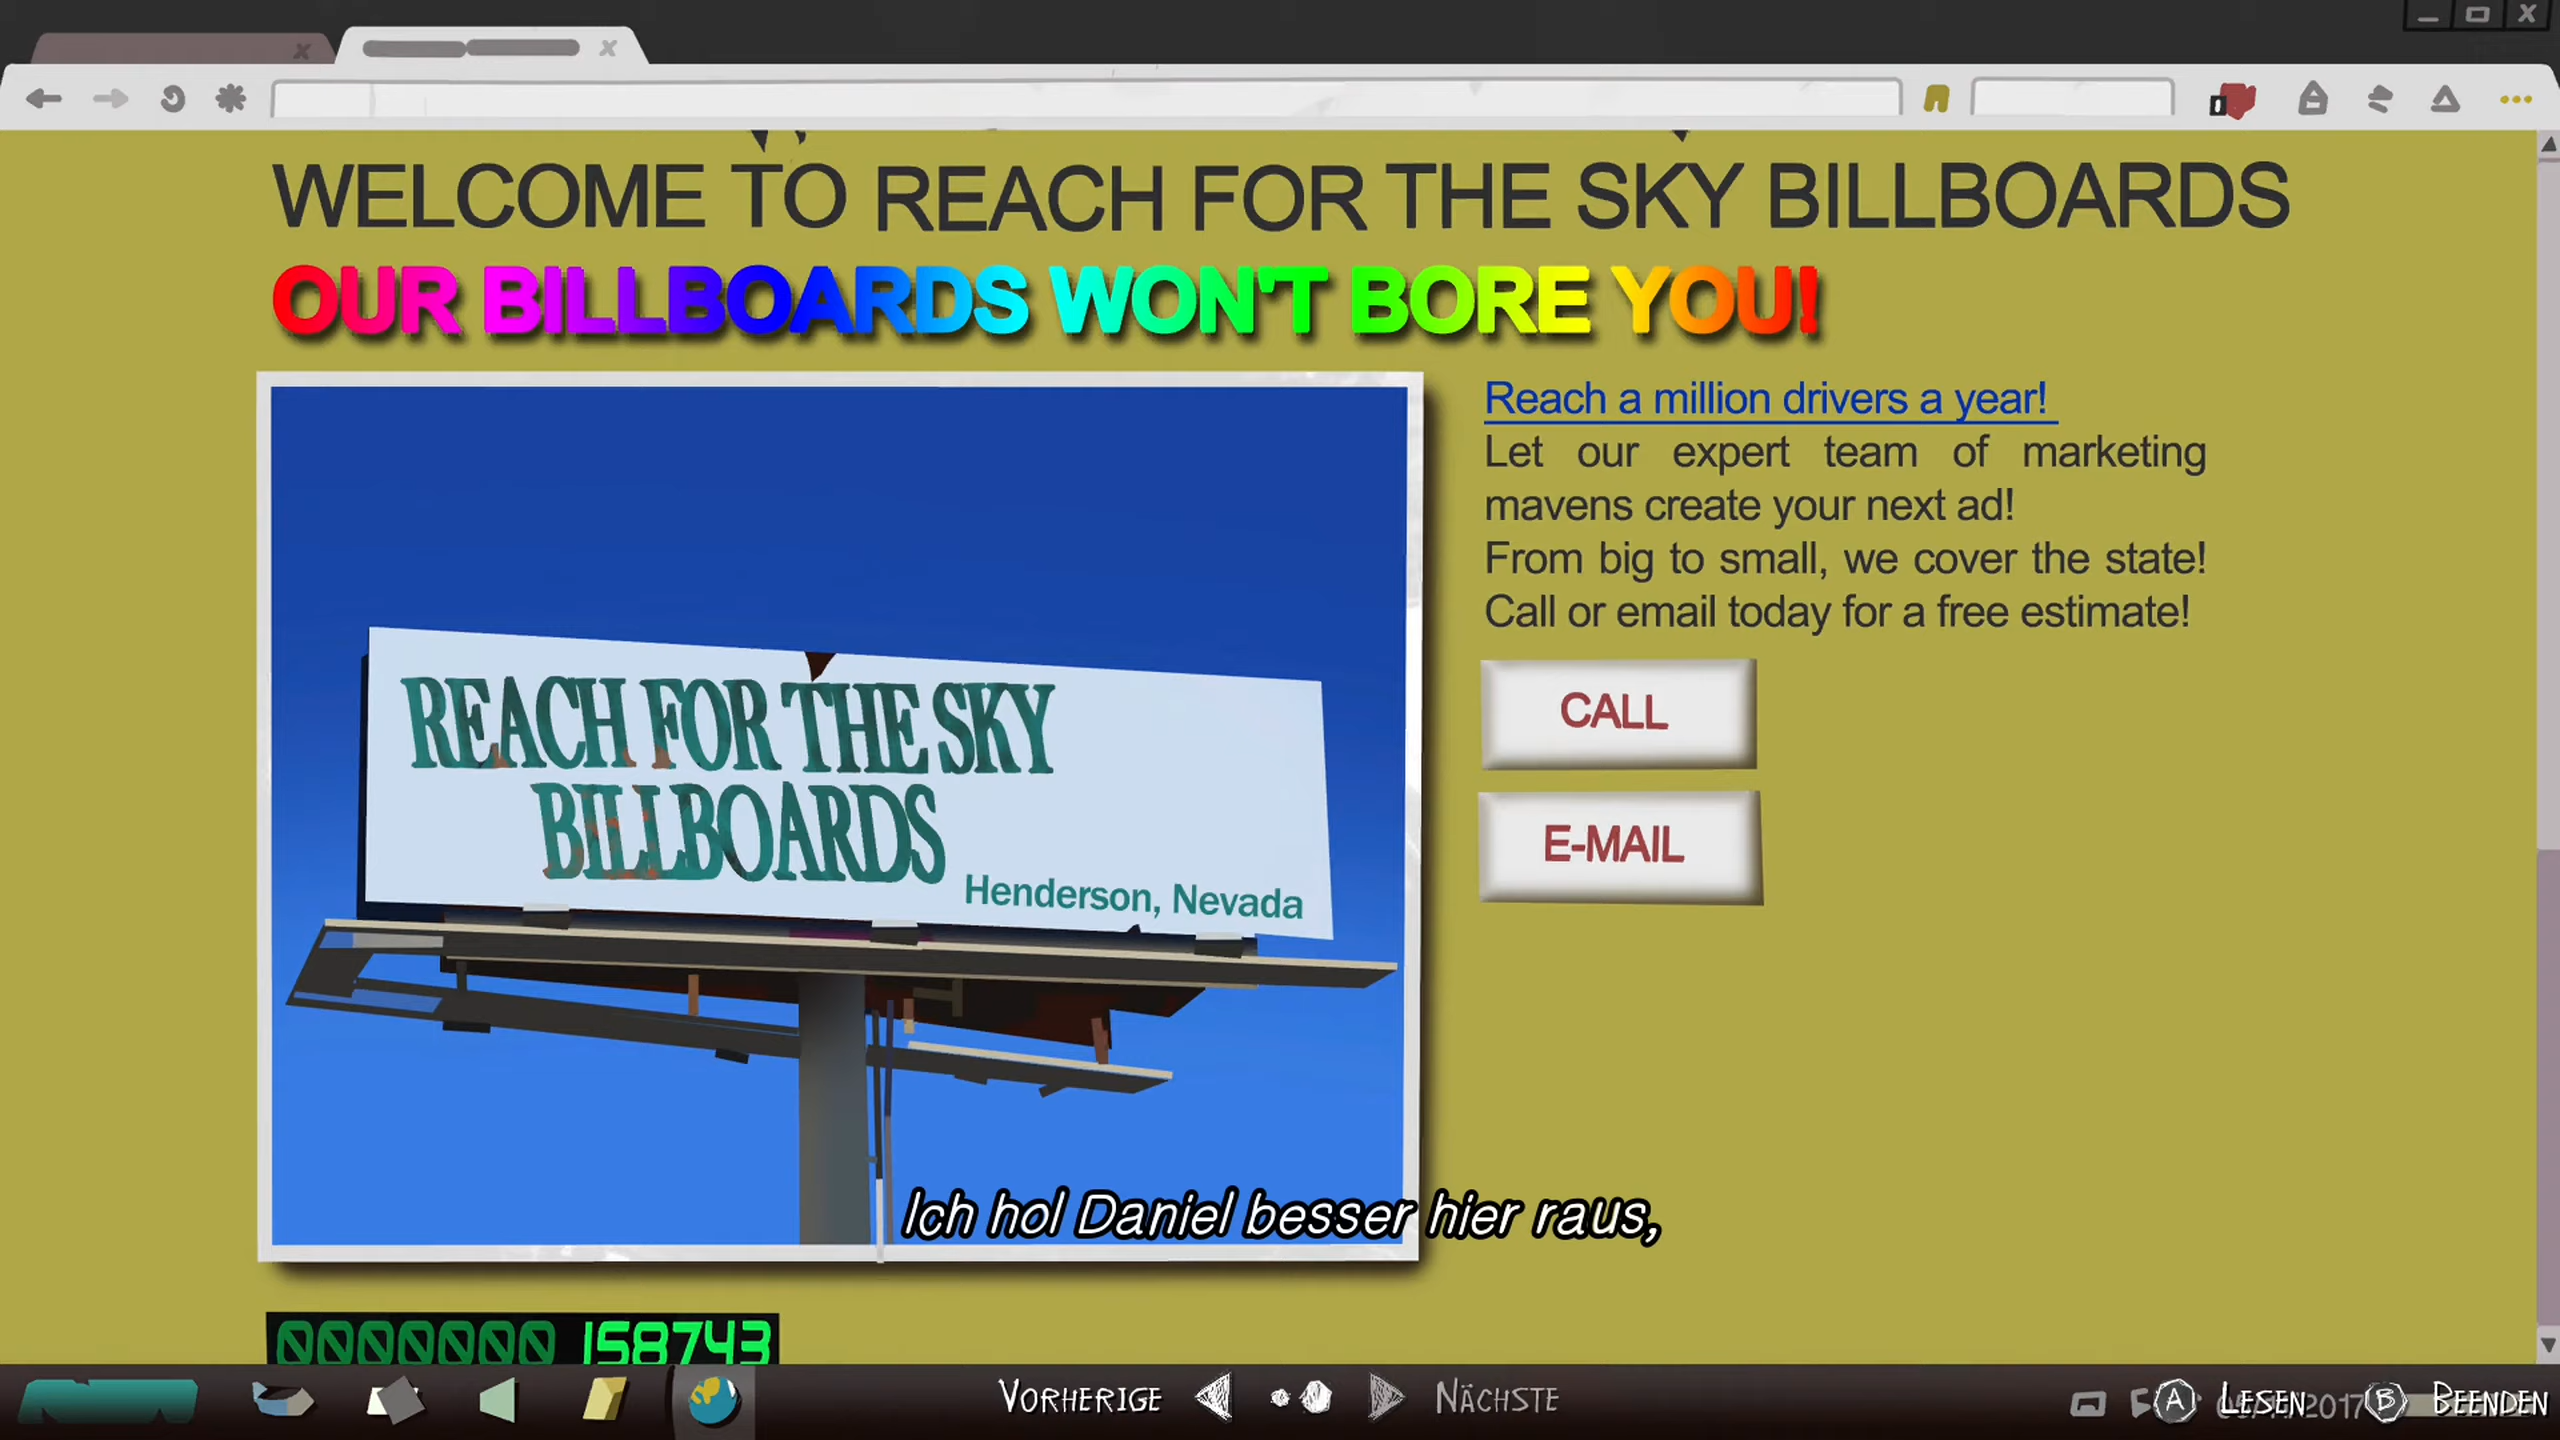 WELCOME TO REACH FOR THE SKY BILLBOARDS
OUR BILLBOARDS WON'T BORE YOU!
Reach a million drivers a year!
Let our expert team of marketing
mavens create your next ad!
From big to small, we cover the state!
Call or email today for a free estimate!
CALL
E-MAIL
REACH FOR THE SKY
BILLBOARDS
Henderson, Nevada
Ich hol Daniel besser hier raus,
0000000 158743
VORHERIGE
NÄCHSTE
A LESEN
B BEENDEN